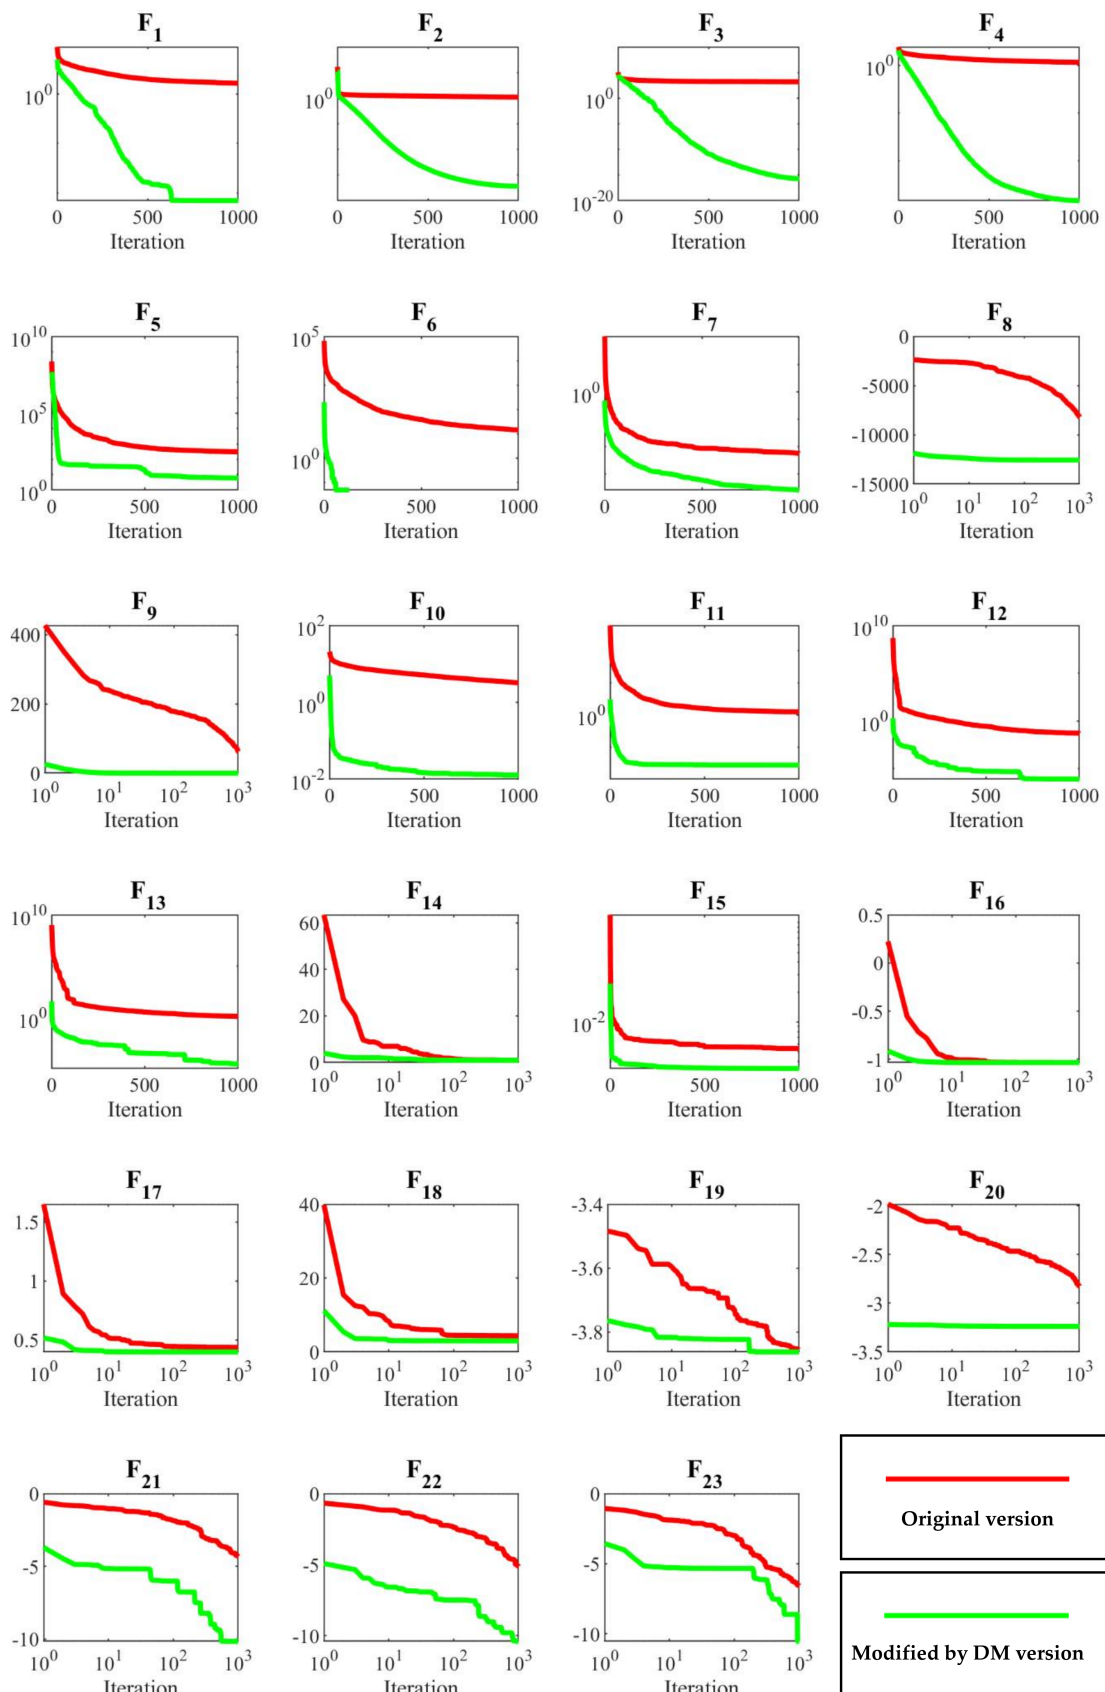 F1 F2 F3 F4
10^0 10^0 10^0 10^-20 10^0
0 500 1000 0 500 1000 0 500 1000 0 500 1000
Iteration Iteration Iteration Iteration
F5 F6 F7 F8
10^10 10^5 10^0 10^5 10^0 10^0 0 -5000 -10000 -15000
0 500 1000 0 500 1000 0 500 1000 10^0 10^1 10^2 10^3
Iteration Iteration Iteration Iteration
F9 F10 F11 F12
400 200 0 10^2 10^0 10^-2 10^0 10^10 10^0
10^0 10^1 10^2 10^3 0 500 1000 0 500 1000 0 500 1000
Iteration Iteration Iteration Iteration
F13 F14 F15 F16
10^10 10^0 60 40 20 0 10^-2 0.5 0 -0.5 -1
0 500 1000 10^0 10^1 10^2 10^3 0 500 1000 10^0 10^1 10^2 10^3
Iteration Iteration Iteration Iteration
F17 F18 F19 F20
1.5 1 0.5 40 20 0 -3.4 -3.6 -3.8 -2 -2.5 -3 -3.5
10^0 10^1 10^2 10^3 10^0 10^1 10^2 10^3 10^0 10^1 10^2 10^3 10^0 10^1 10^2 10^3
Iteration Iteration Iteration Iteration
F21 F22 F23
0 -5 -10 0 -5 -10 0 -5 -10
10^0 10^1 10^2 10^3 10^0 10^1 10^2 10^3 10^0 10^1 10^2 10^3
Iteration Iteration Iteration
Original version
Modified by DM version